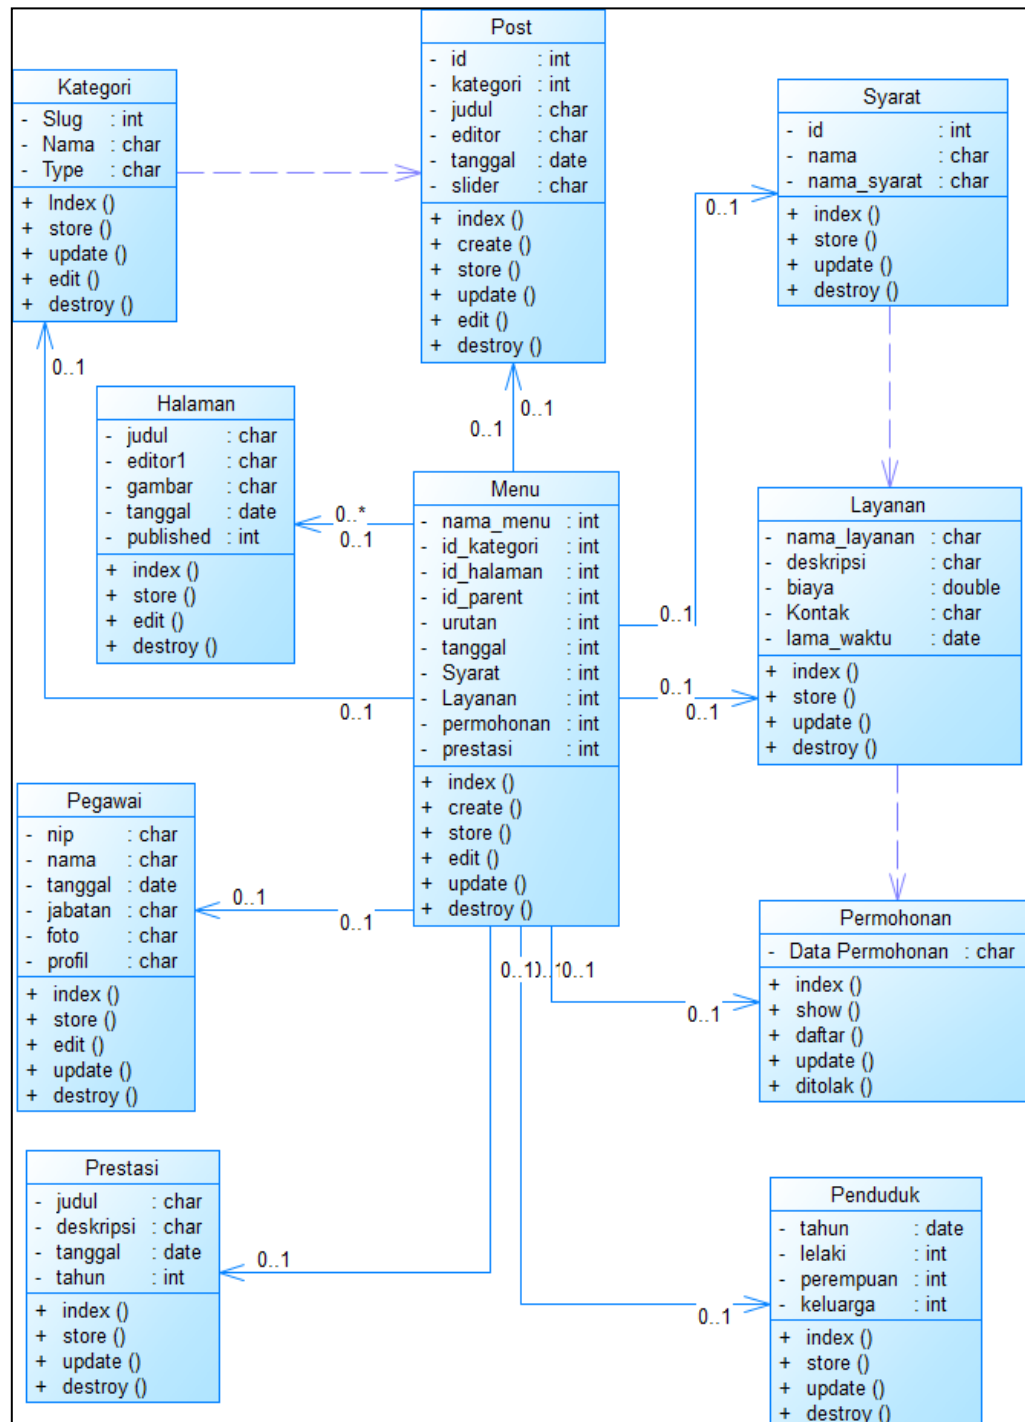 Post
- id : int
- kategori : int
- judul : char
- editor : char
- tanggal : date
- slider : char
+ index ()
+ create ()
+ store ()
+ update ()
+ edit ()
+ destroy ()
Kategori
- Slug : int
- Nama : char
- Type : char
+ Index ()
+ store ()
+ update ()
+ edit ()
+ destroy ()
Syarat
- id : int
- nama : char
- nama_syarat : char
+ index ()
+ store ()
+ update ()
+ destroy ()
0..1
0..1
0..1
0..1
Halaman
- judul : char
- editor1 : char
- gambar : char
- tanggal : date
- published : int
+ index ()
+ store ()
+ edit ()
+ destroy ()
0..*
0..1
Menu
- nama_menu : int
- id_kategori : int
- id_halaman : int
- id_parent : int
- urutan : int
- tanggal : int
- Syarat : int
- Layanan : int
- permohonan : int
- prestasi : int
+ index ()
+ create ()
+ store ()
+ edit ()
+ update ()
+ destroy ()
0..1
0..1
0..1
0..1
Layanan
- nama_layanan : char
- deskripsi : char
- biaya : double
- Kontak : char
- lama_waktu : date
+ index ()
+ store ()
+ update ()
+ destroy ()
Pegawai
- nip : char
- nama : char
- tanggal : date
- jabatan : char
- foto : char
- profil : char
+ index ()
+ store ()
+ edit ()
+ update ()
+ destroy ()
0..1
0..1
0..1
0..1
0..1
Permohonan
- Data Permohonan : char
+ index ()
+ show ()
+ daftar ()
+ update ()
+ ditolak ()
Prestasi
- judul : char
- deskripsi : char
- tanggal : date
- tahun : int
+ index ()
+ store ()
+ update ()
+ destroy ()
0..1
0..1
Penduduk
- tahun : date
- lelaki : int
- perempuan : int
- keluarga : int
+ index ()
+ store ()
+ update ()
+ destroy ()